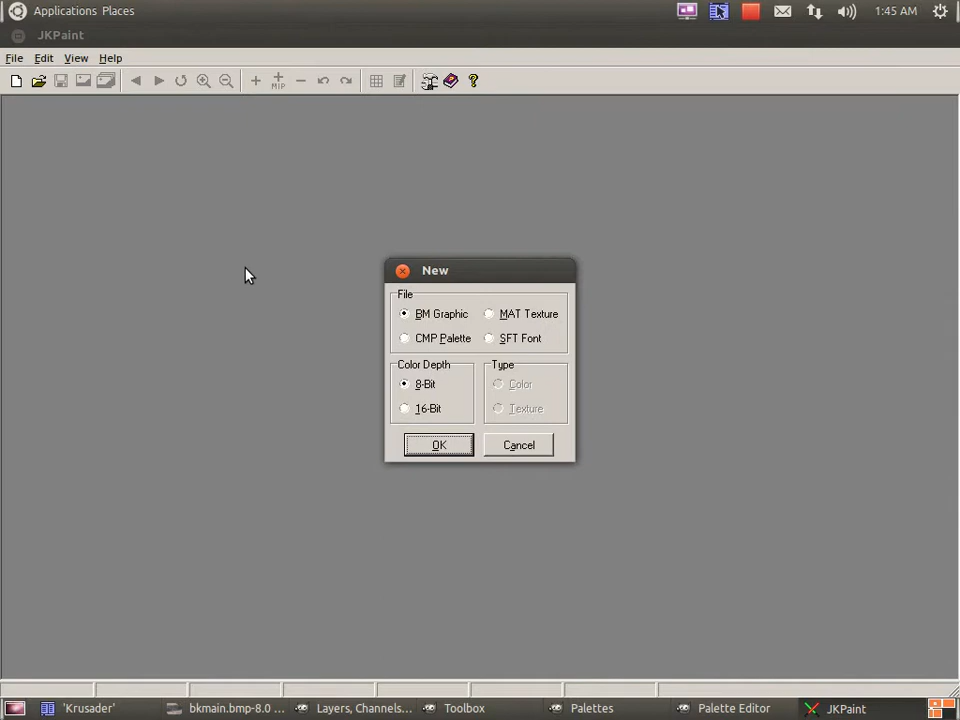 Applications Places
1:45 AM
JKPaint
File Edit View Help
MIP
New
File
BM Graphic MAT Texture
CMP Palette SFT Font
Color Depth Type
8-Bit Color
16-Bit Texture
OK Cancel
'Krusader' bkmain.bmp-8.0 ... Layers, Channels... Toolbox Palettes Palette Editor JKPaint